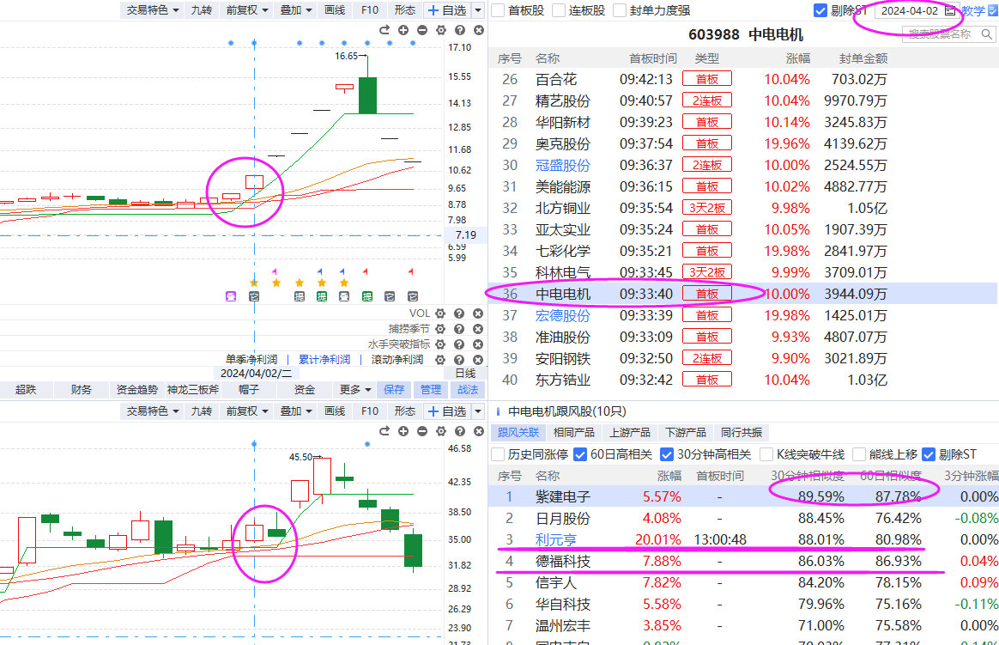 交易特色 九转 前复权 叠加 画线 F10 形态 自选
16.65
17.10
15.55
14.13
12.85
11.68
10.62
9.65
8.78
7.98
7.19
6.59
5.99
叠 它 提 提 叠 提 它 它
VOL
捕捞季节
水手突破指标
单季净利润 累计净利润 滚动净利润
2024/04/02/二 日线
超跌 财务 资金趋势 神龙三板斧 帽子 资金 更多 保存 管理 战法
交易特色 九转 前复权 叠加 画线 F10 形态 自选
45.50
46.58
42.35
38.50
35.00
31.82
28.92
26.29
23.90
21.73
首板股 连板股 封单力度强 剔除ST 2024-04-02 教学
603988 中电电机 搜索股票名称
序号 名称 首板时间 类型 涨幅 封单金额
26 百合花 09:42:13 首板 10.04% 703.02万
27 精艺股份 09:40:57 2连板 10.04% 9970.79万
28 华阳新材 09:39:23 首板 10.14% 3245.83万
29 奥克股份 09:37:54 首板 19.96% 4139.62万
30 冠盛股份 09:36:37 2连板 10.00% 2524.55万
31 美能能源 09:36:15 首板 10.02% 4882.77万
32 北方铜业 09:35:54 3天2板 9.98% 1.05亿
33 亚太实业 09:35:24 首板 10.05% 1907.39万
34 七彩化学 09:35:21 首板 19.98% 2841.97万
35 科林电气 09:33:45 3天2板 9.99% 3709.01万
36 中电电机 09:33:40 首板 10.00% 3944.09万
37 宏德股份 09:33:39 首板 19.98% 1425.01万
38 准油股份 09:33:09 首板 9.93% 4807.07万
39 安阳钢铁 09:32:50 2连板 9.90% 3021.89万
40 东方锆业 09:32:42 首板 10.04% 1.03亿
中电电机跟风股(10只)
跟风关联 相同产品 上游产品 下游产品 同行共振
历史同涨停 60日高相关 30分钟高相关 K线突破牛线 熊线上移 剔除ST
序号 名称 涨幅 首板时间 30分钟相似度 60日相似度 3分钟涨幅
1 紫建电子 5.57% - 89.59% 87.78% 0.00%
2 日月股份 4.08% - 88.45% 76.42% -0.08%
3 利元亨 20.01% 13:00:48 88.01% 80.98% 0.00%
4 德福科技 7.88% - 86.03% 86.93% 0.04%
5 信宇人 7.82% - 84.20% 78.15% 0.09%
6 华自科技 5.58% - 79.96% 75.16% -0.11%
7 温州宏丰 3.85% - 71.00% 75.58% 0.00%